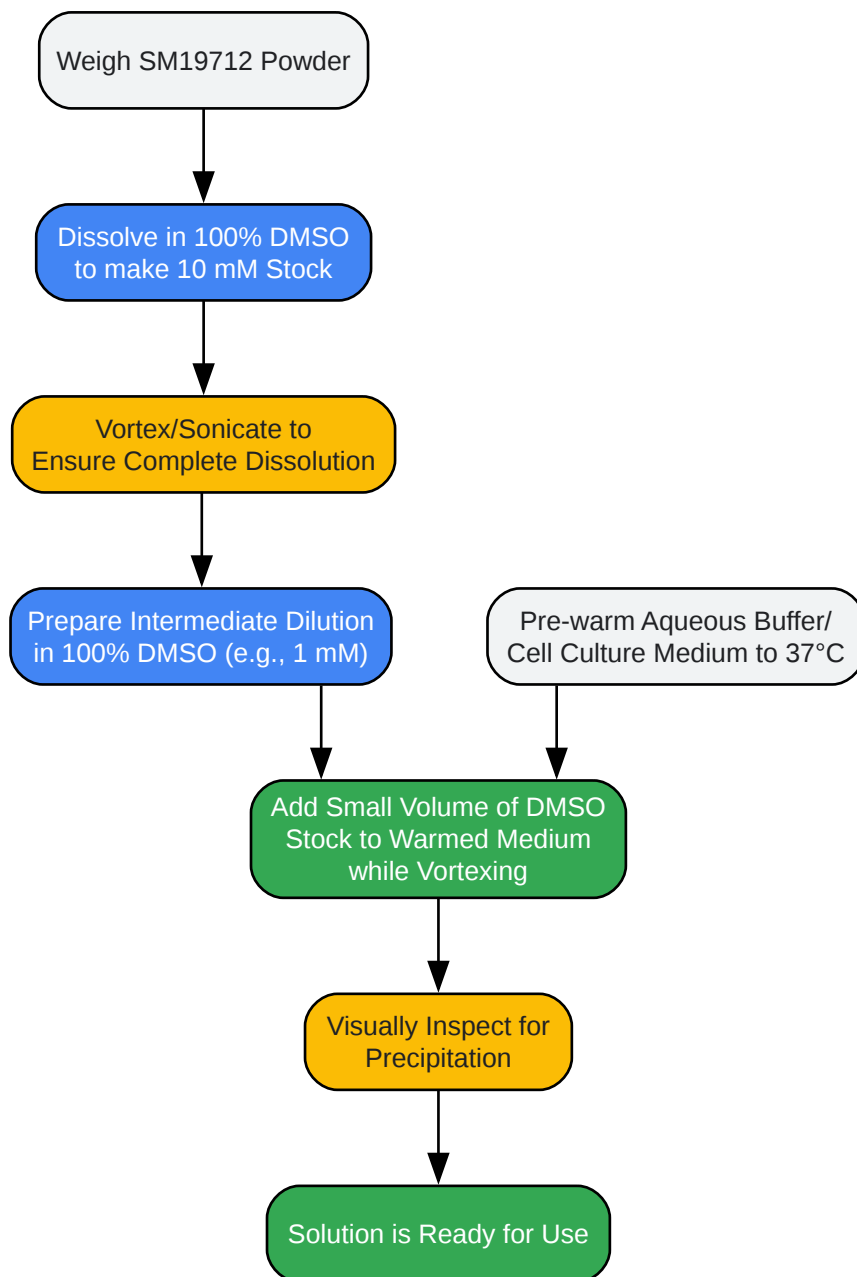 Weigh SM19712 Powder
Dissolve in 100% DMSO
to make 10 mM Stock
Vortex/Sonicate to
Ensure Complete Dissolution
Prepare Intermediate Dilution
in 100% DMSO (e.g., 1 mM)
Pre-warm Aqueous Buffer/
Cell Culture Medium to 37°C
Add Small Volume of DMSO
Stock to Warmed Medium
while Vortexing
Visually Inspect for
Precipitation
Solution is Ready for Use